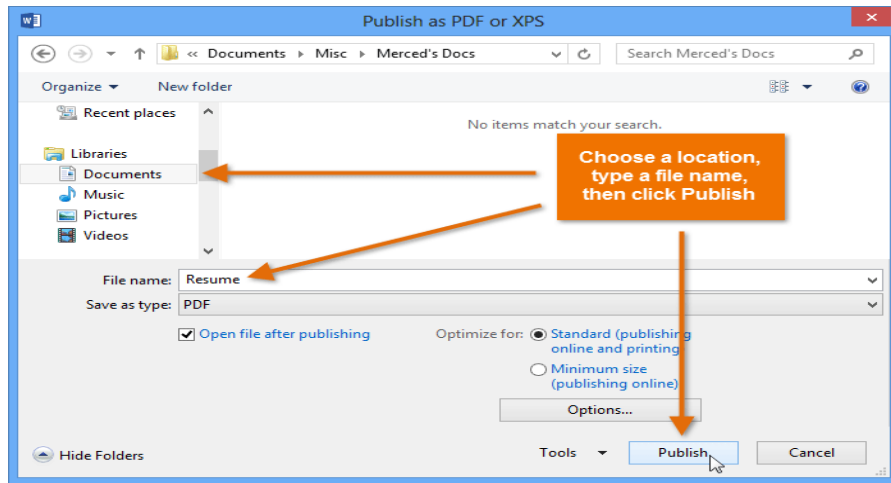 Publish as PDF or XPS
« Documents Misc Merced's Docs
Search Merced's Docs
Organize
New folder
Recent places
No items match your search.
Libraries
Documents
Music
Pictures
Videos
Choose a location,
type a file name,
then click Publish
File name: Resume
Save as type: PDF
Open file after publishing
Optimize for:
Standard (publishing
online and printing)
Minimum size
(publishing online)
Options...
Hide Folders
Tools
Publish
Cancel